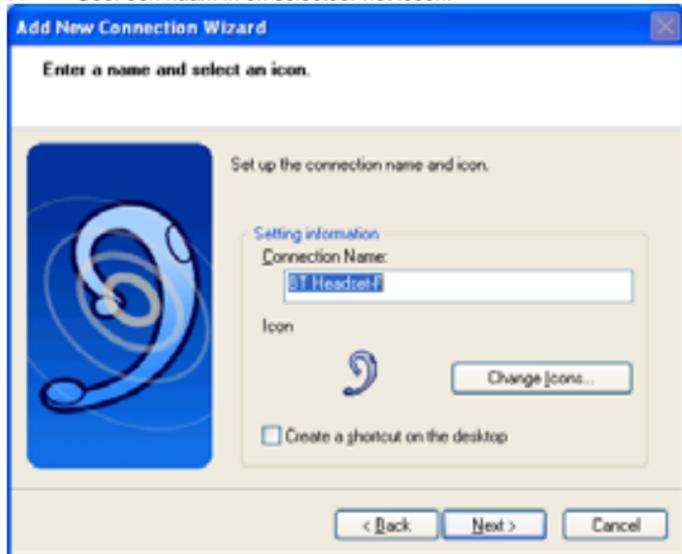 Add New Connection Wizard
Enter a name and select an icon.
Set up the connection name and icon.
Setting information
Connection Name:
BT Headset-F
Icon
Change Icons...
Create a shortcut on the desktop
< Back
Next >
Cancel